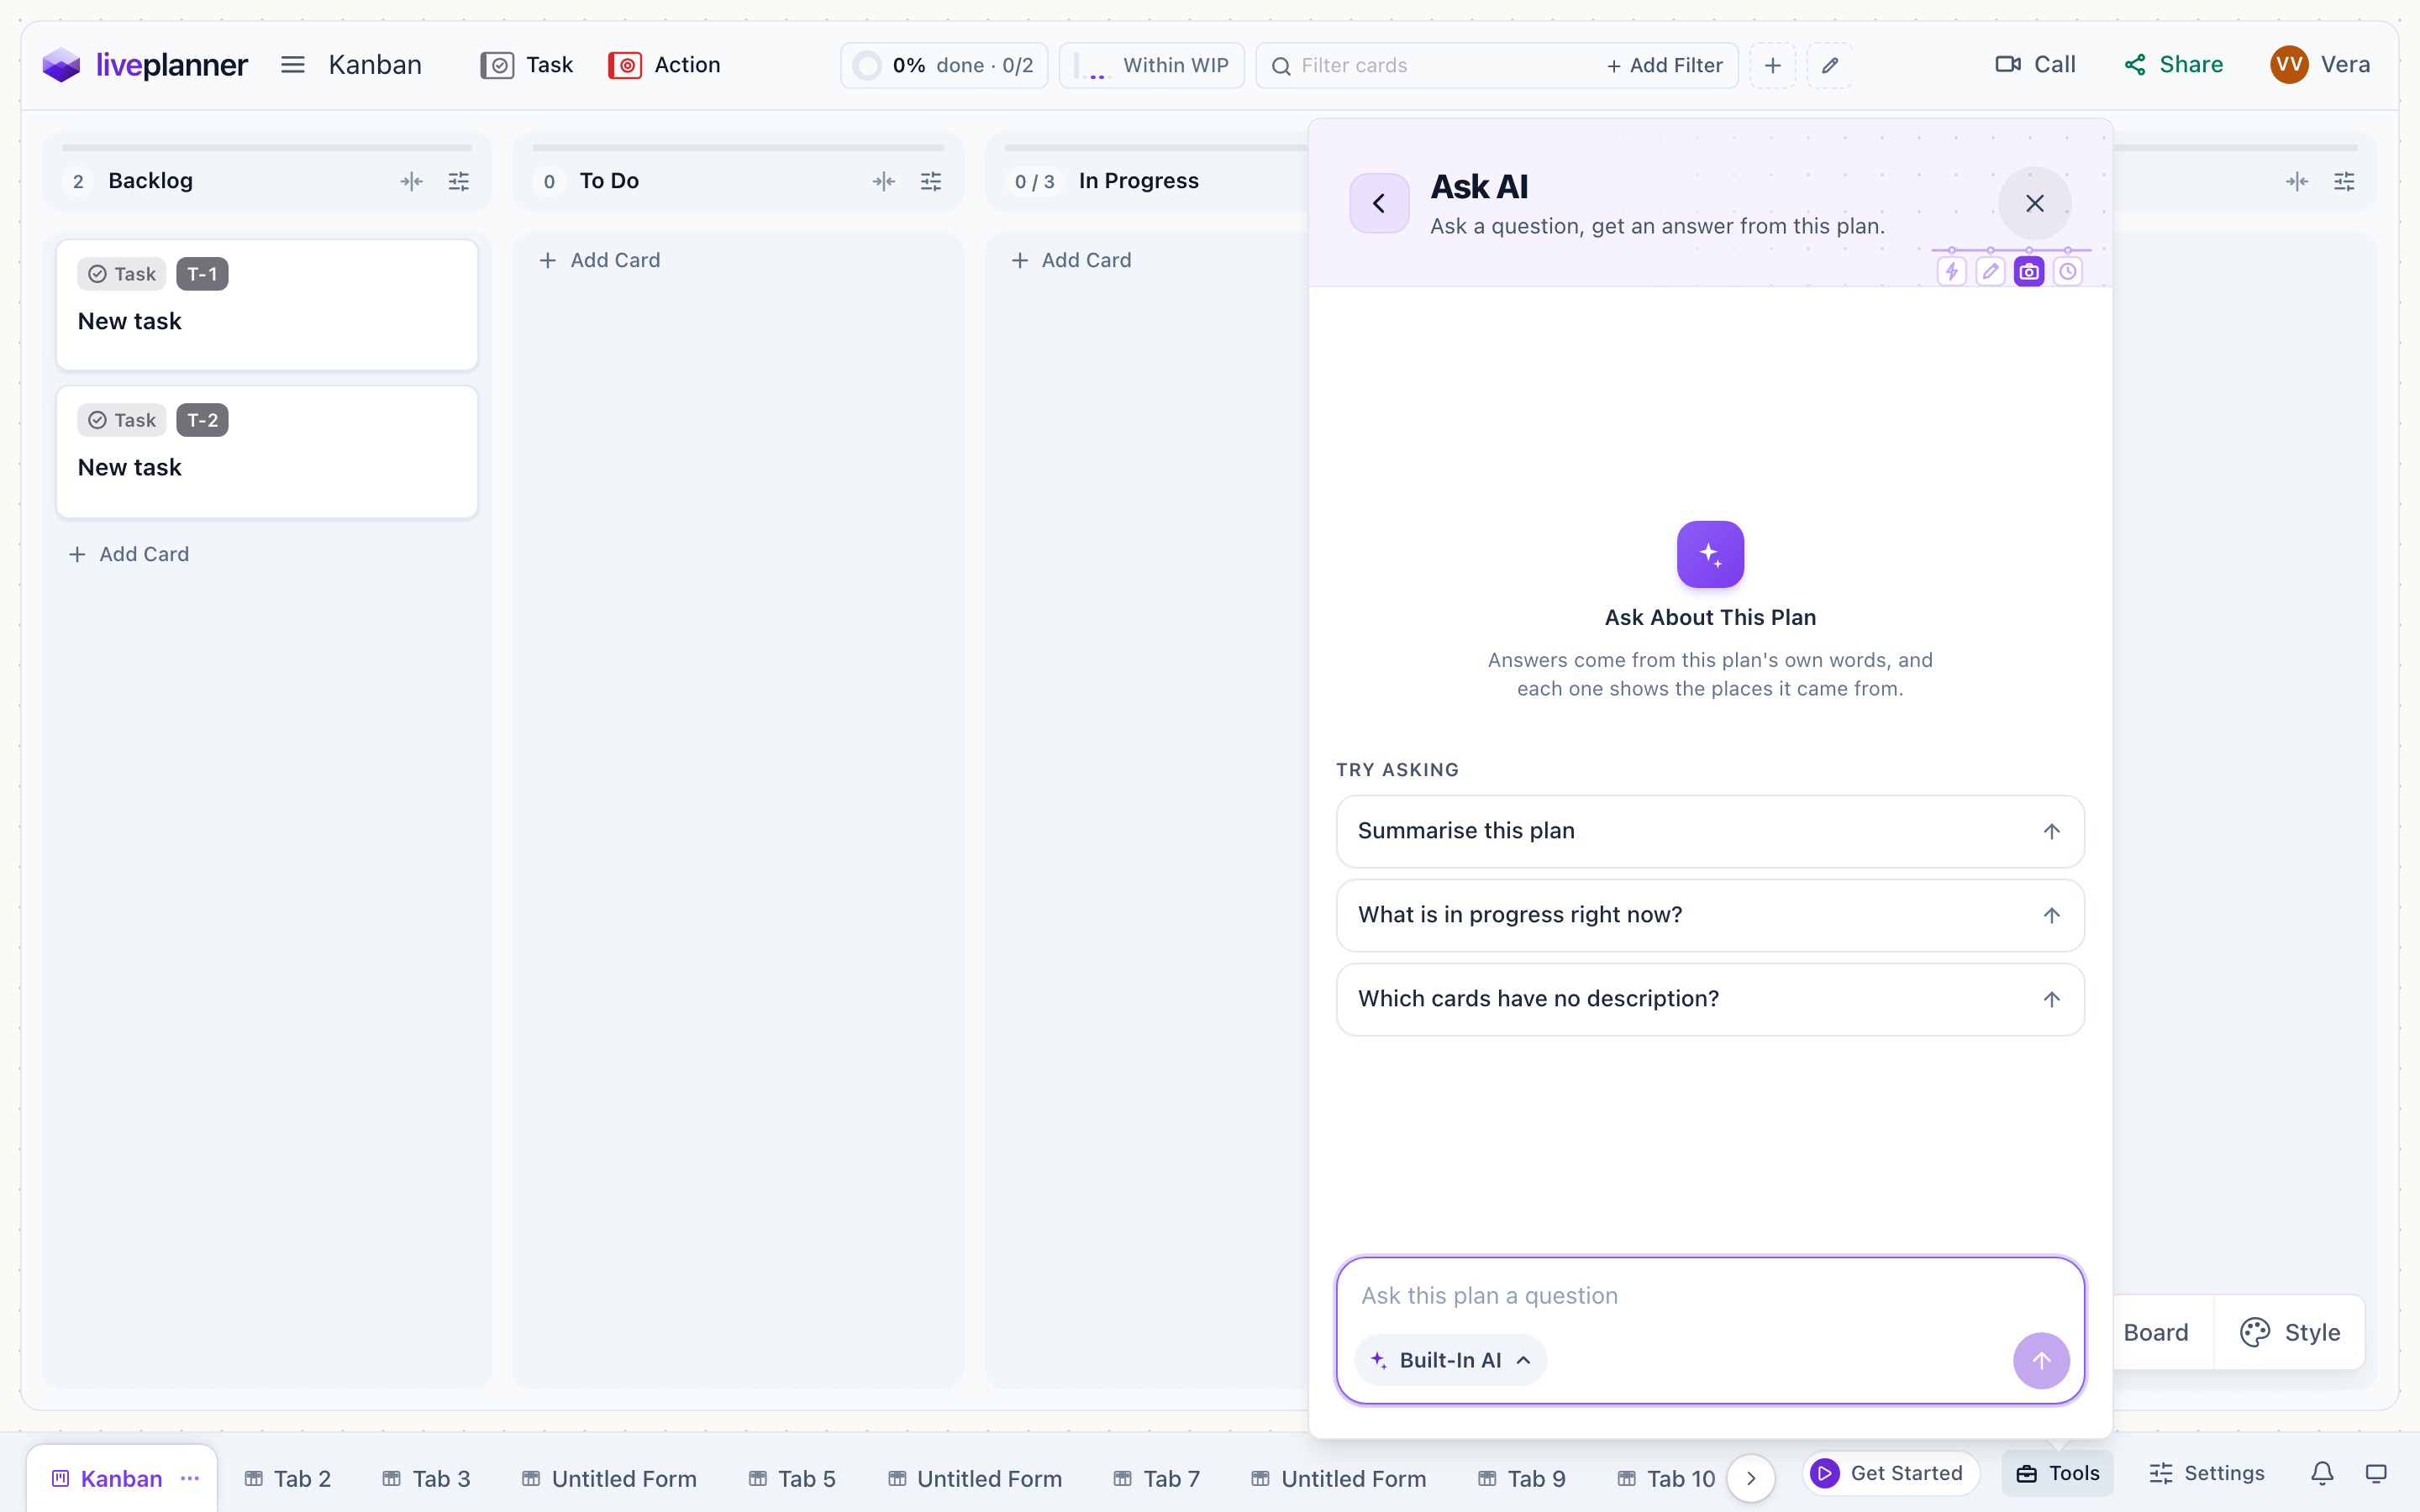 liveplanner
Kanban
Task
Action
0% done · 0/2
Within WIP
Filter cards
+ Add Filter
Call
Share
VV
Vera
2 Backlog
0 To Do
0 / 3 In Progress
Task T-1
New task
Task T-2
New task
+ Add Card
+ Add Card
+ Add Card
Ask AI
Ask a question, get an answer from this plan.
Ask About This Plan
Answers come from this plan's own words, and
each one shows the places it came from.
TRY ASKING
Summarise this plan
What is in progress right now?
Which cards have no description?
Ask this plan a question
Built-In AI
Board
Style
Kanban
Tab 2
Tab 3
Untitled Form
Tab 5
Untitled Form
Tab 7
Untitled Form
Tab 9
Tab 10
Get Started
Tools
Settings